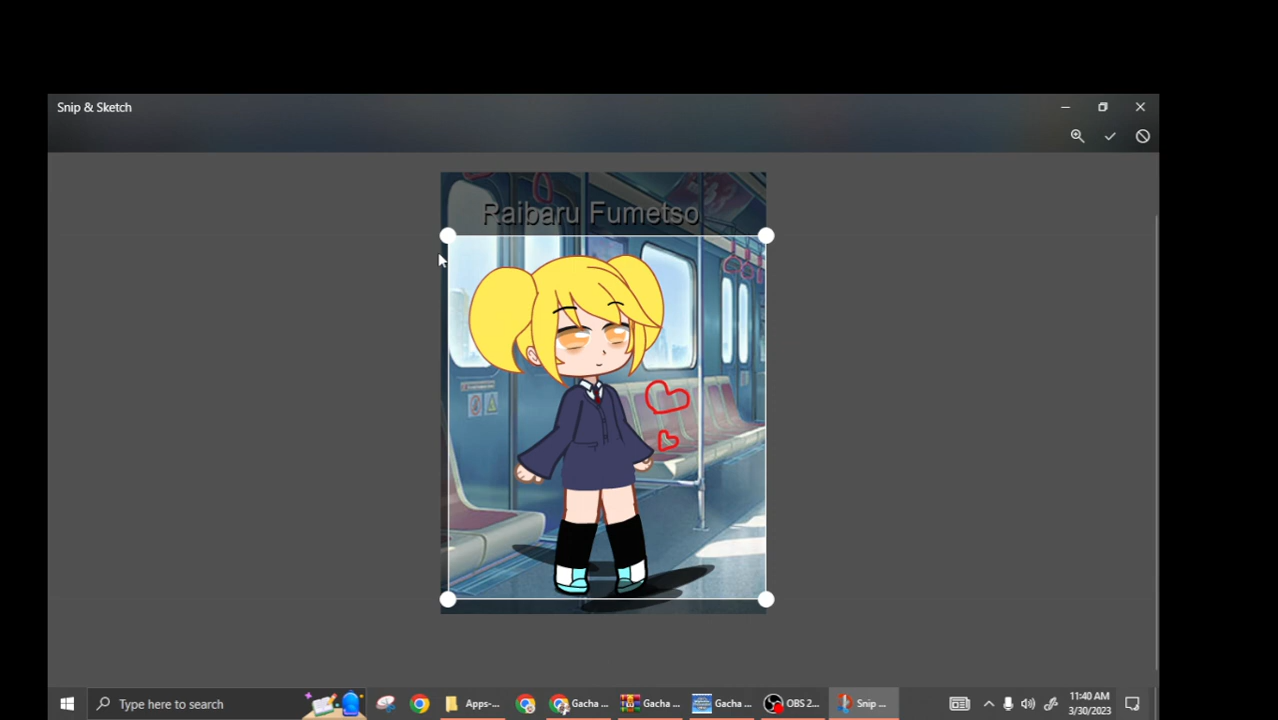 Snip & Sketch
Raibaru Fumetso
Type here to search
Apps-...
Gacha ...
Gacha ...
Gacha ...
OBS 2...
Snip ...
11:40 AM
3/30/2023